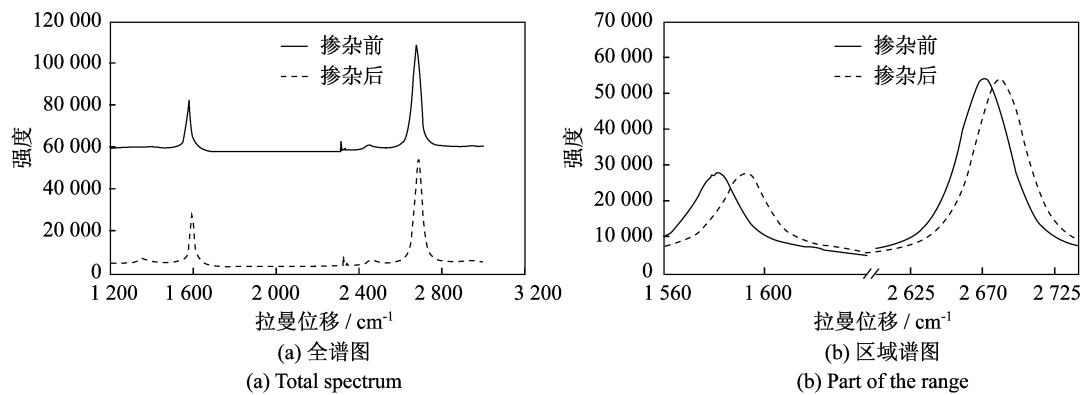 120 000
100 000
80 000
60 000
40 000
20 000
0
强度
掺杂前
掺杂后
1 200
1 600
2 000
2 400
2 800
3 200
拉曼位移 / cm⁻¹
(a) 全谱图
(a) Total spectrum
70 000
60 000
50 000
40 000
30 000
20 000
10 000
0
强度
掺杂前
掺杂后
1 560
1 600
2 625
2 670
2 725
拉曼位移 / cm⁻¹
(b) 区域谱图
(b) Part of the range